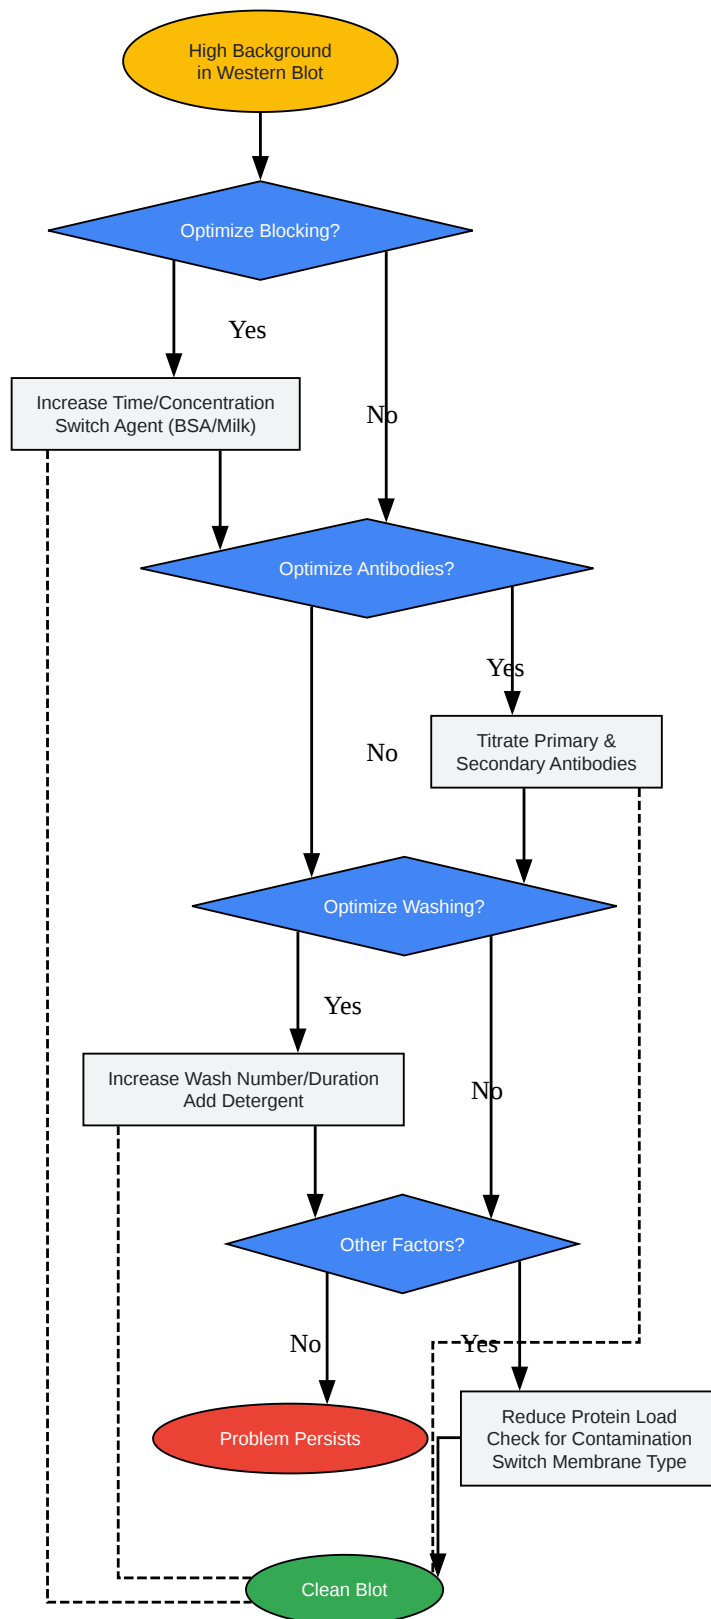 High Background
in Western Blot
Optimize Blocking?
Yes
Increase Time/Concentration
Switch Agent (BSA/Milk)
No
Optimize Antibodies?
Yes
Titrate Primary &
Secondary Antibodies
No
Optimize Washing?
Yes
Increase Wash Number/Duration
Add Detergent
No
Other Factors?
No
Yes
Problem Persists
Reduce Protein Load
Check for Contamination
Switch Membrane Type
Clean Blot